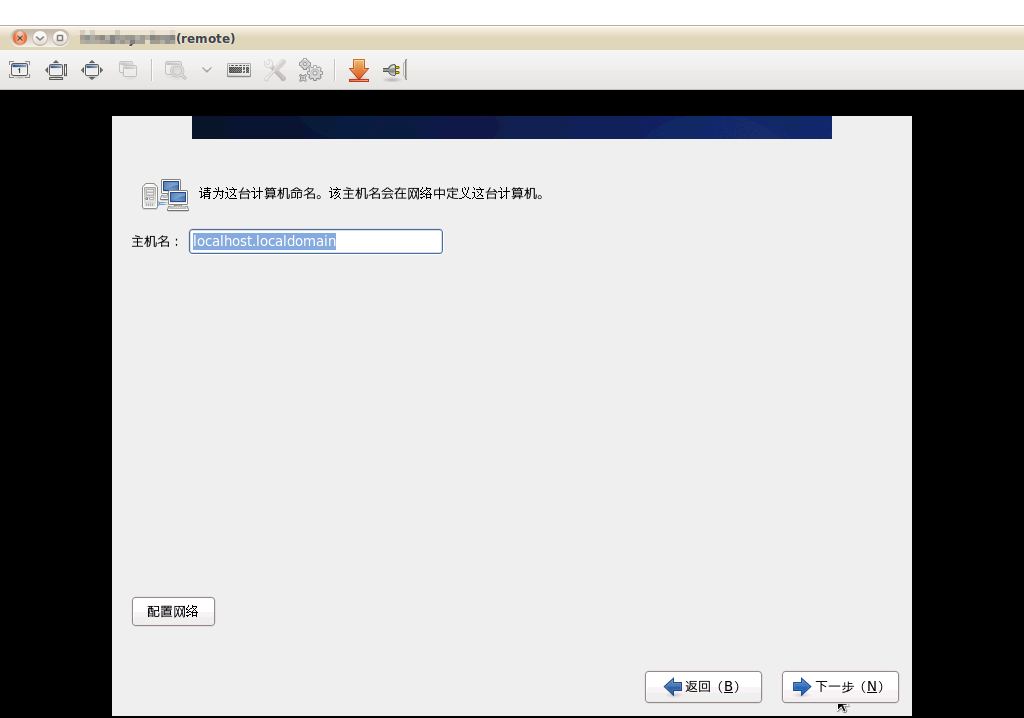 (remote)
请为这台计算机命名。该主机名会在网络中定义这台计算机。
主机名：
localhost.localdomain
配置网络
返回（B）
下一步（N）